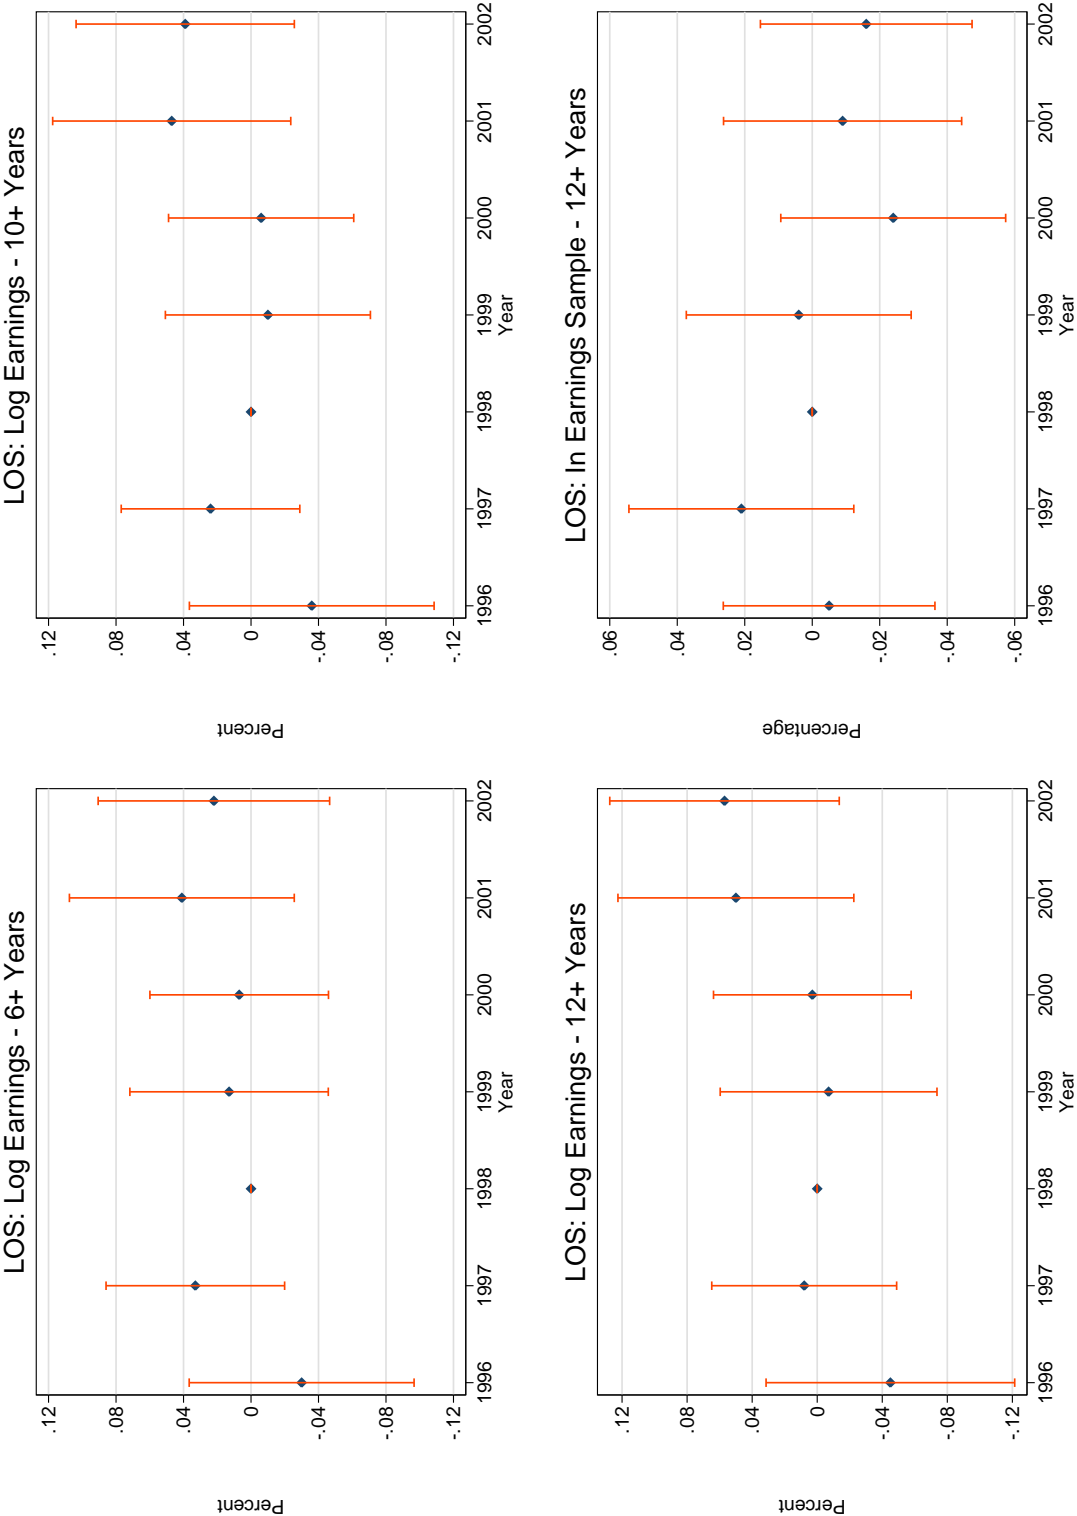 LOS: Log Earnings - 6+ Years
Percent
.12
.08
.04
0
-.04
-.08
-.12
1996 1997 1998 1999 2000 2001 2002
Year
LOS: Log Earnings - 10+ Years
Percent
.12
.08
.04
0
-.04
-.08
-.12
1996 1997 1998 1999 2000 2001 2002
Year
LOS: Log Earnings - 12+ Years
Percent
.12
.08
.04
0
-.04
-.08
-.12
1996 1997 1998 1999 2000 2001 2002
Year
LOS: In Earnings Sample - 12+ Years
Percentage
.06
.04
.02
0
-.02
-.04
-.06
1996 1997 1998 1999 2000 2001 2002
Year